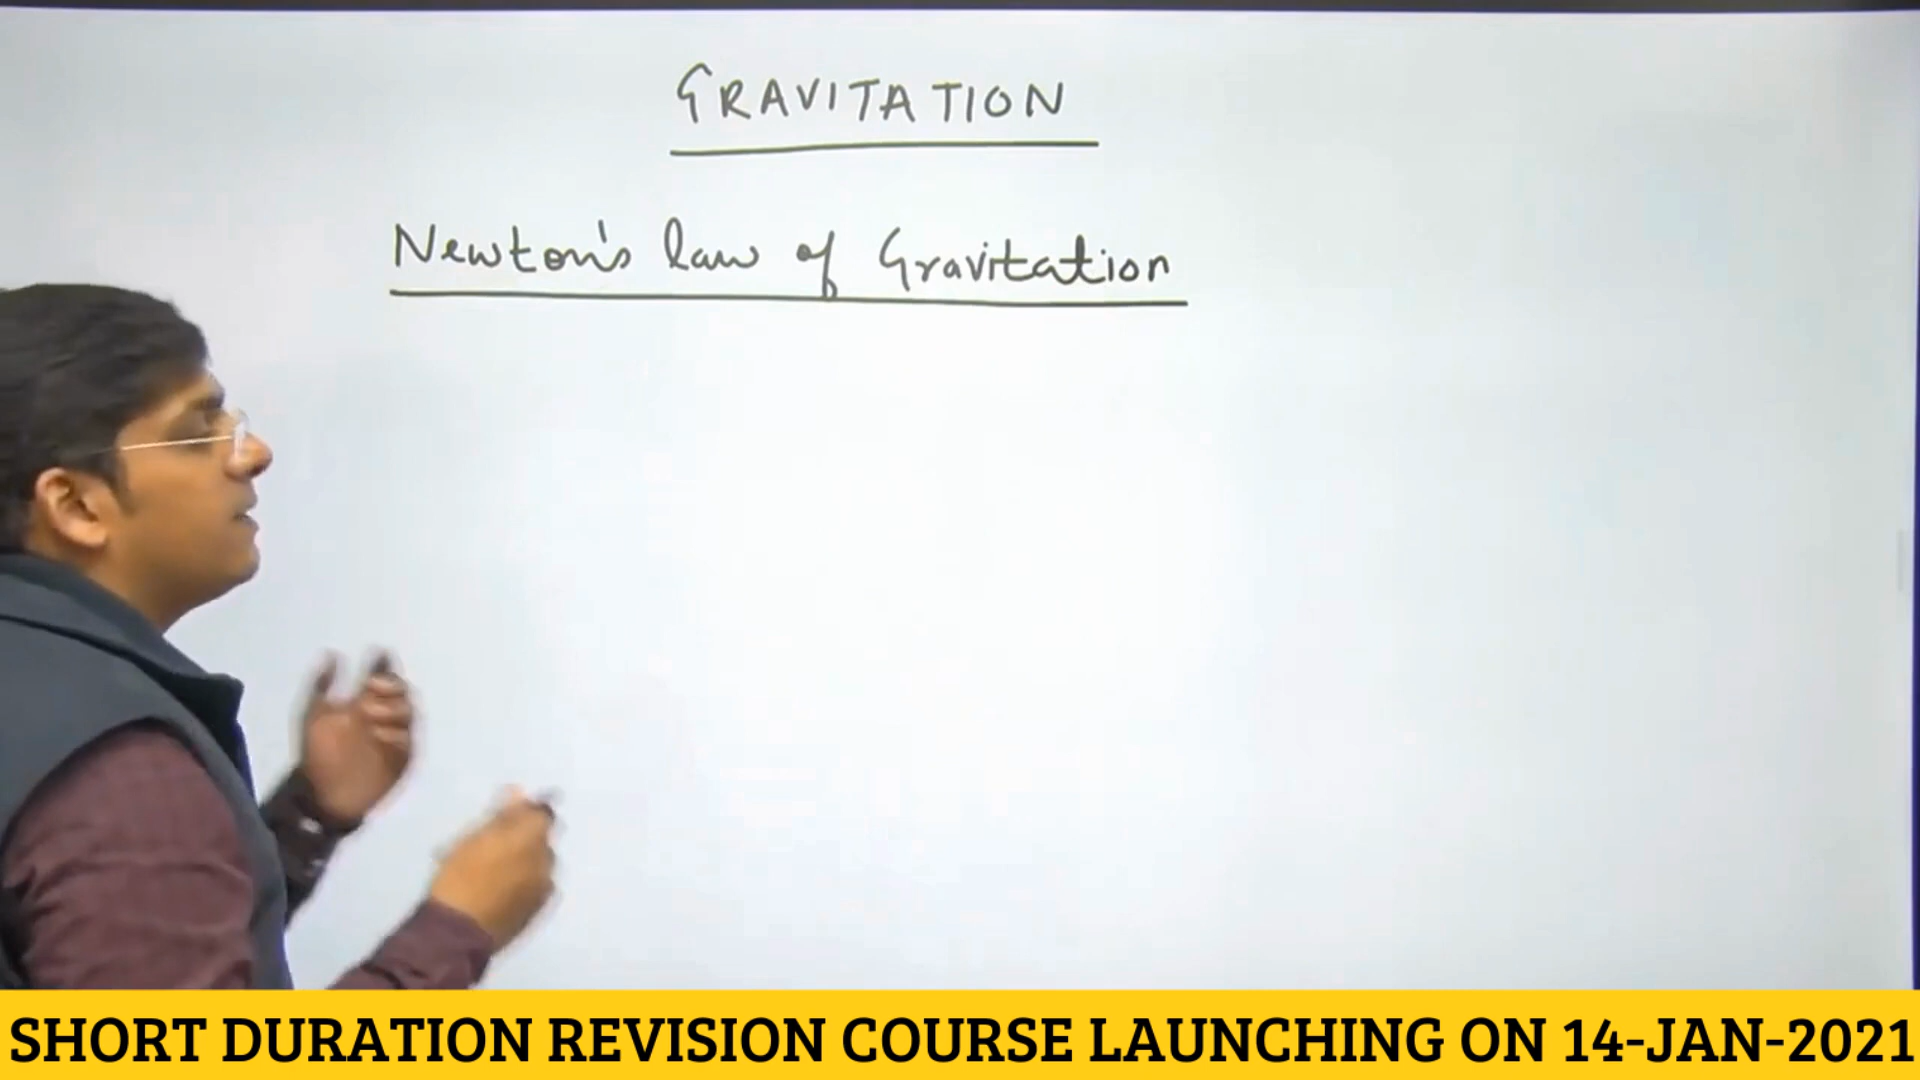 GRAVITATION
Newton's law of Gravitation
SHORT DURATION REVISION COURSE LAUNCHING ON 14-JAN-2021